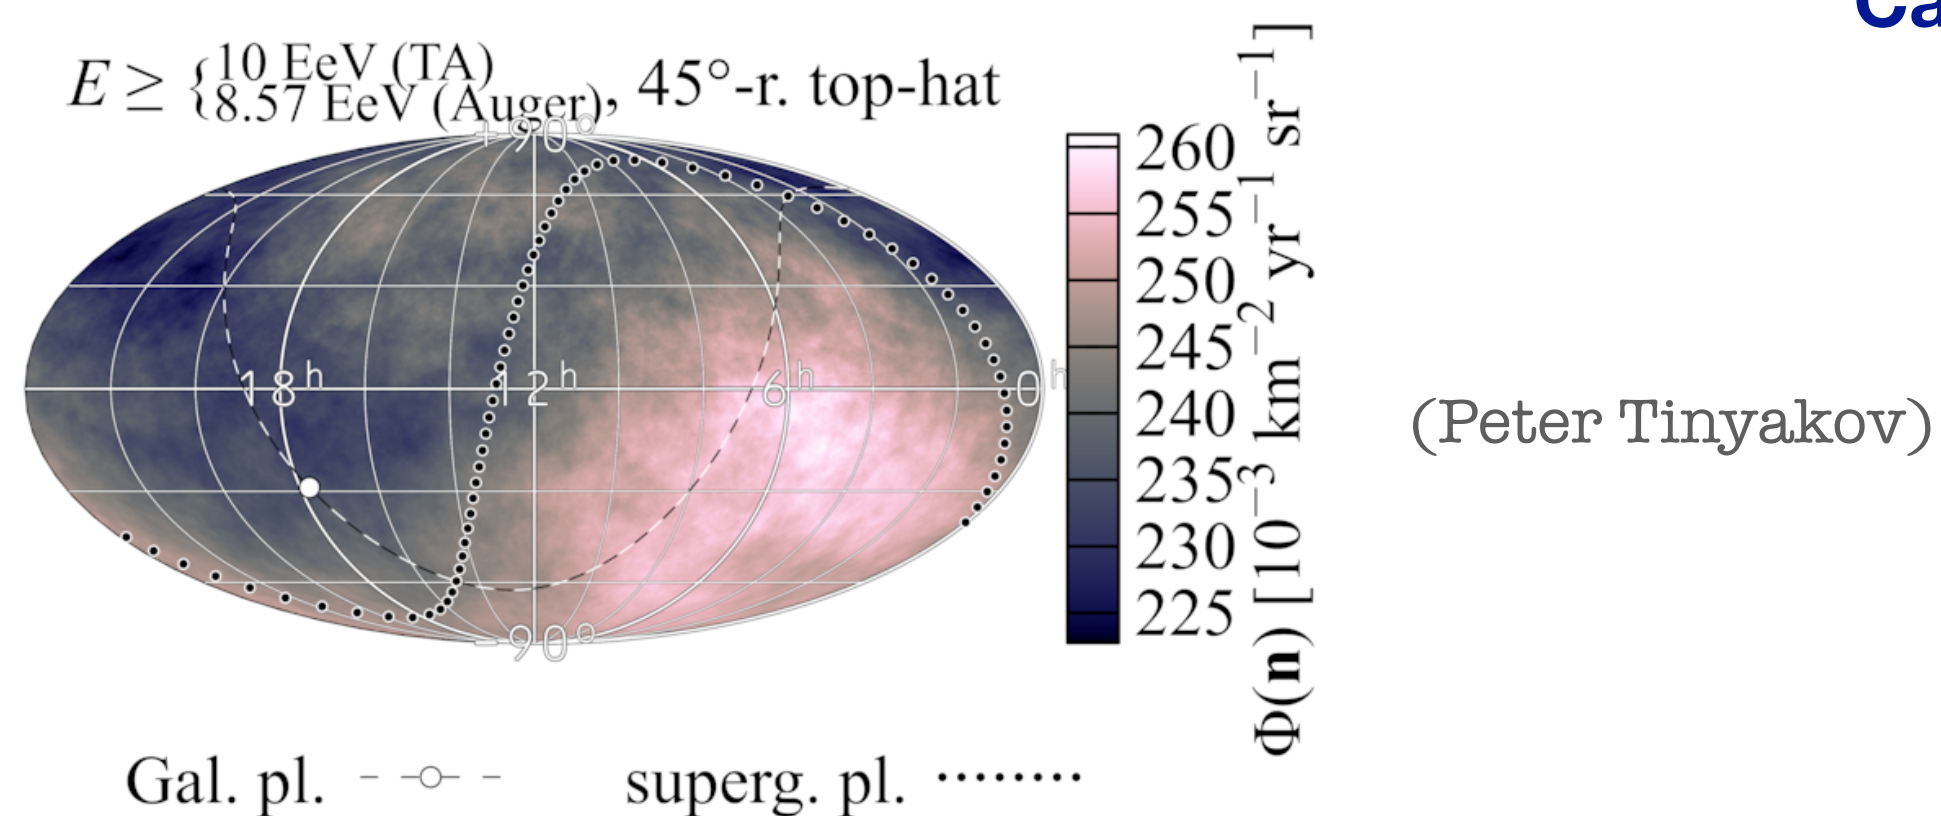 Ca
E ≥ {10 EeV (TA)
8.57 EeV (Auger), 45°-r. top-hat
+90°
18h 12h 6h 0h
−90°
260
255
250
245
240
235
230
225
Φ(n) [10−3 km−2 yr−1 sr−1]
(Peter Tinyakov)
Gal. pl. superg. pl.